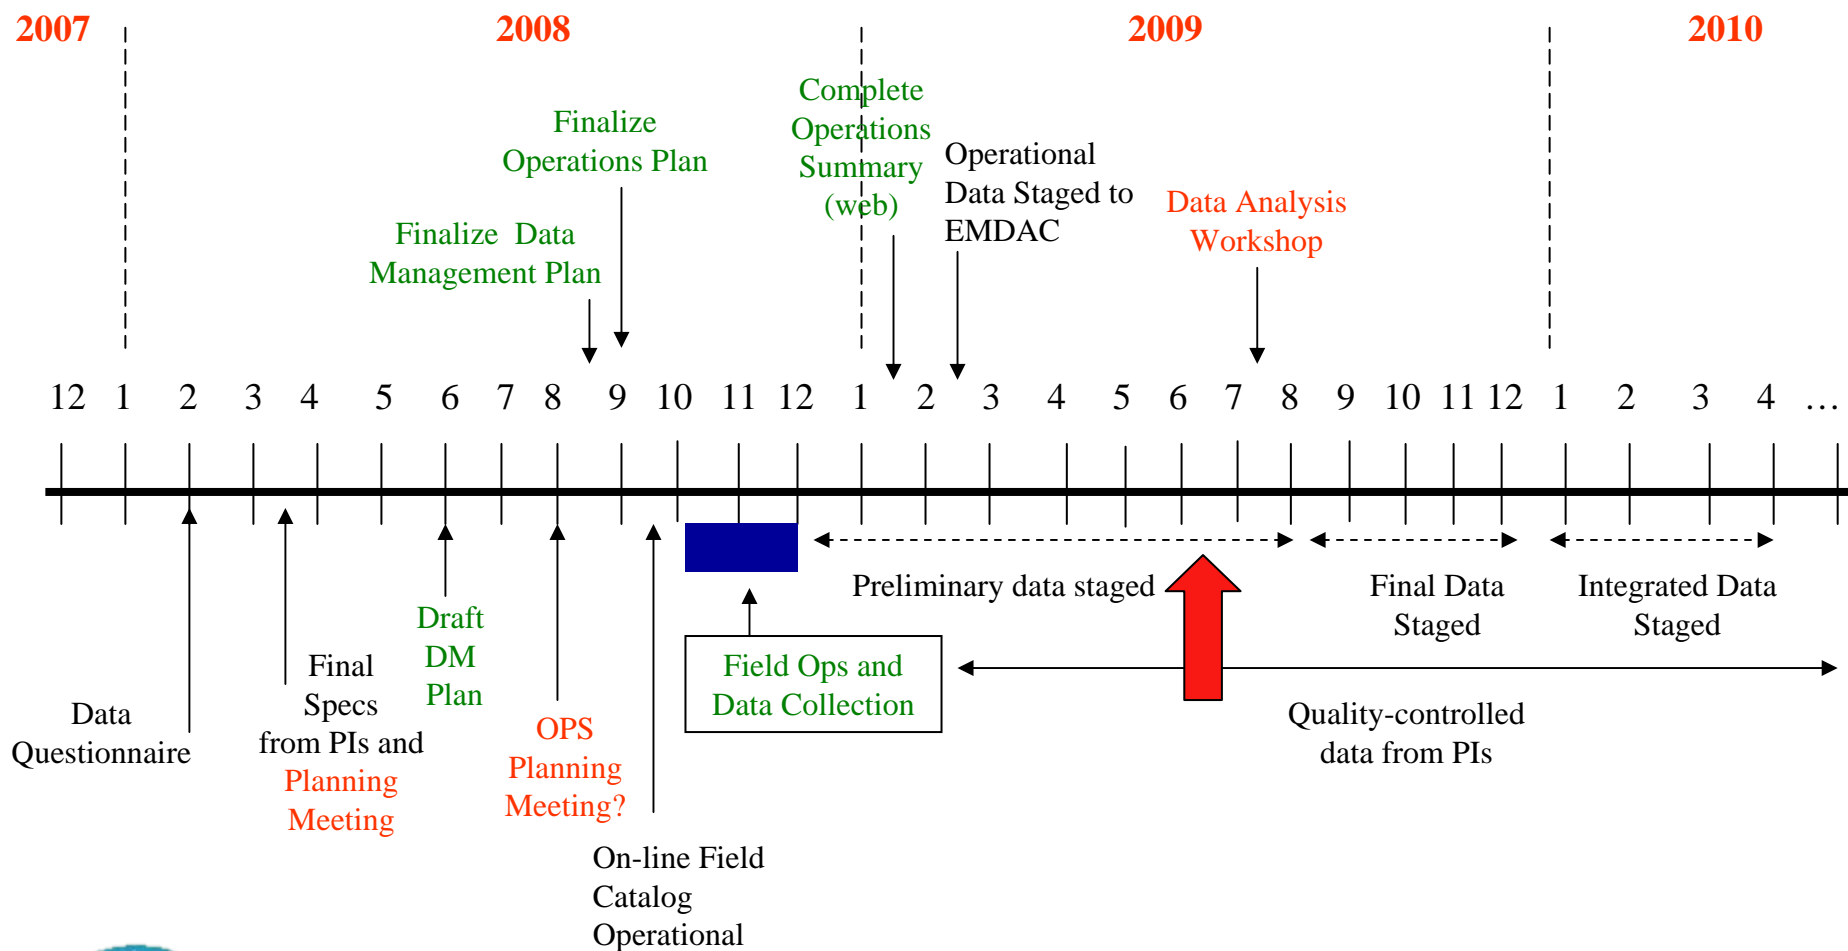 2007 2008 2009 2010
Complete
Operations
Summary
(web)
Finalize
Operations Plan
Operational
Data Staged to
EMDAC
Data Analysis
Workshop
Finalize Data
Management Plan
12 1 2 3 4 5 6 7 8 9 10 11 12 1 2 3 4 5 6 7 8 9 10 11 12 1 2 3 4 ...
Preliminary data staged
Final Data
Staged
Integrated Data
Staged
Draft
DM
Plan
Field Ops and
Data Collection
Final
Specs
from PIs and
Planning
Meeting
Data
Questionnaire
OPS
Planning
Meeting?
Quality-controlled
data from PIs
On-line Field
Catalog
Operational